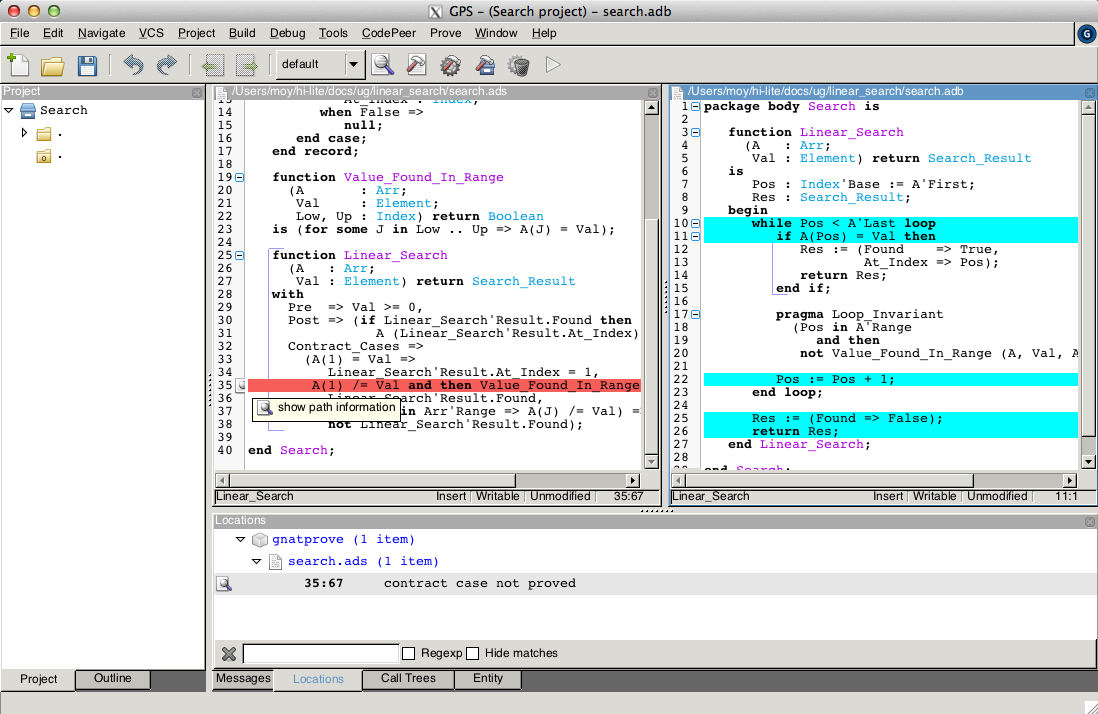 GPS - (Search project) - search.adb
File Edit Navigate VCS Project Build Debug Tools CodePeer Prove Window Help
G
default
Project
Search
.
.
/Users/moy/hi-lite/docs/ug/linear_search/search.ads
13 At_Index : Index;
14 when False =>
15 null;
16 end case;
17 end record;
18
19 function Value_Found_In_Range
20 (A : Arr;
21 Val : Element;
22 Low, Up : Index) return Boolean
23 is (for some J in Low .. Up => A(J) = Val);
24
25 function Linear_Search
26 (A : Arr;
27 Val : Element) return Search_Result
28 with
29 Pre => Val >= 0,
30 Post => (if Linear_Search'Result.Found then
31 A (Linear_Search'Result.At_Index)
32 Contract_Cases =>
33 (A(1) = Val =>
34 Linear_Search'Result.At_Index = 1,
35 A(1) /= Val and then Value_Found_In_Range
36 Linear_Search'Result.Found,
show path information
37 in Arr'Range => A(J) /= Val) =
38 not Linear_Search'Result.Found);
39
40 end Search;
Linear_Search Insert Writable Unmodified 35:67
/Users/moy/hi-lite/docs/ug/linear_search/search.adb
1 package body Search is
2
3 function Linear_Search
4 (A : Arr;
5 Val : Element) return Search_Result
6 is
7 Pos : Index'Base := A'First;
8 Res : Search_Result;
9 begin
10 while Pos < A'Last loop
11 if A(Pos) = Val then
12 Res := (Found => True,
13 At_Index => Pos);
14 return Res;
15 end if;
16
17 pragma Loop_Invariant
18 (Pos in A'Range
19 and then
20 not Value_Found_In_Range (A, Val, A
21
22 Pos := Pos + 1;
23 end loop;
24
25 Res := (Found => False);
26 return Res;
27 end Linear_Search;
28
29 end Search;
Linear_Search Insert Writable Unmodified 11:1
Locations
gnatprove (1 item)
search.ads (1 item)
35:67 contract case not proved
Regexp Hide matches
Project Outline
Messages Locations Call Trees Entity